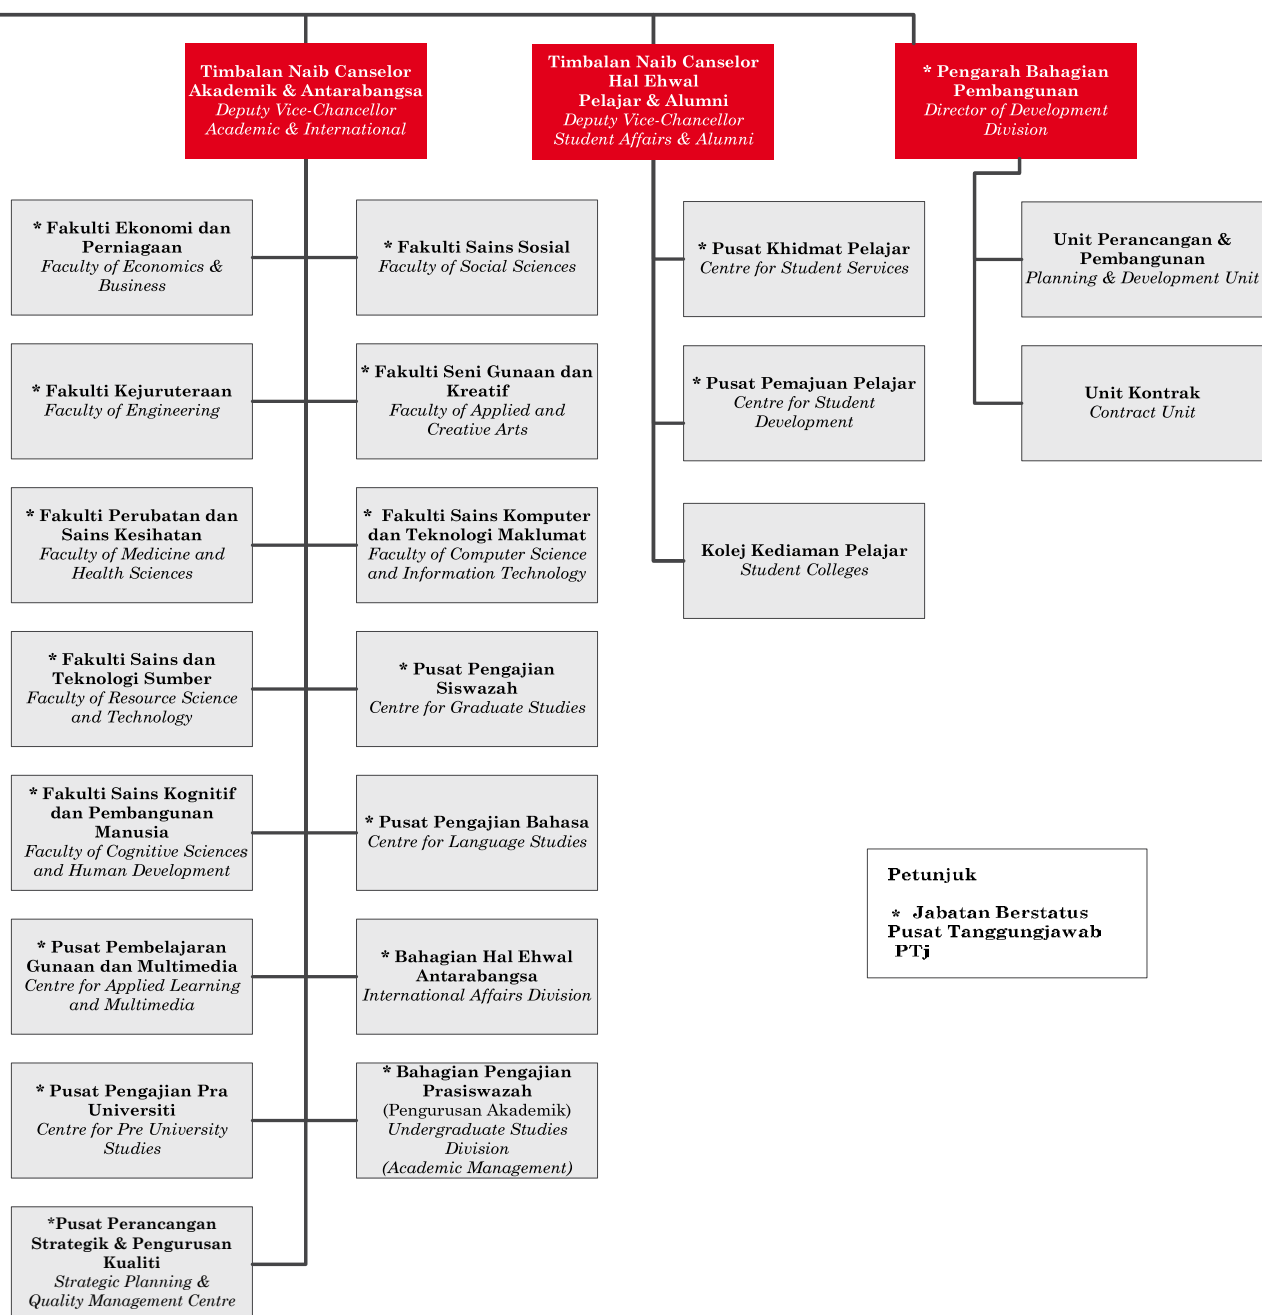 Timbalan Naib Canselor
Akademik & Antarabangsa
Deputy Vice-Chancellor
Academic & International
Timbalan Naib Canselor
Hal Ehwal
Pelajar & Alumni
Deputy Vice-Chancellor
Student Affairs & Alumni
* Pengarah Bahagian
Pembangunan
Director of Development
Division
* Fakulti Ekonomi dan
Perniagaan
Faculty of Economics &
Business
* Fakulti Sains Sosial
Faculty of Social Sciences
* Pusat Khidmat Pelajar
Centre for Student Services
Unit Perancangan &
Pembangunan
Planning & Development Unit
* Fakulti Kejuruteraan
Faculty of Engineering
* Fakulti Seni Gunaan dan
Kreatif
Faculty of Applied and
Creative Arts
* Pusat Pemajuan Pelajar
Centre for Student
Development
Unit Kontrak
Contract Unit
* Fakulti Perubatan dan
Sains Kesihatan
Faculty of Medicine and
Health Sciences
* Fakulti Sains Komputer
dan Teknologi Maklumat
Faculty of Computer Science
and Information Technology
Kolej Kediaman Pelajar
Student Colleges
* Fakulti Sains dan
Teknologi Sumber
Faculty of Resource Science
and Technology
* Pusat Pengajian
Siswazah
Centre for Graduate Studies
* Fakulti Sains Kognitif
dan Pembangunan
Manusia
Faculty of Cognitive Sciences
and Human Development
* Pusat Pengajian Bahasa
Centre for Language Studies
Petunjuk
* Jabatan Berstatus
Pusat Tanggungjawab
PTj
* Pusat Pembelajaran
Gunaan dan Multimedia
Centre for Applied Learning
and Multimedia
* Bahagian Hal Ehwal
Antarabangsa
International Affairs Division
* Pusat Pengajian Pra
Universiti
Centre for Pre University
Studies
* Bahagian Pengajian
Prasiswazah
(Pengurusan Akademik)
Undergraduate Studies
Division
(Academic Management)
*Pusat Perancangan
Strategik & Pengurusan
Kualiti
Strategic Planning &
Quality Management Centre